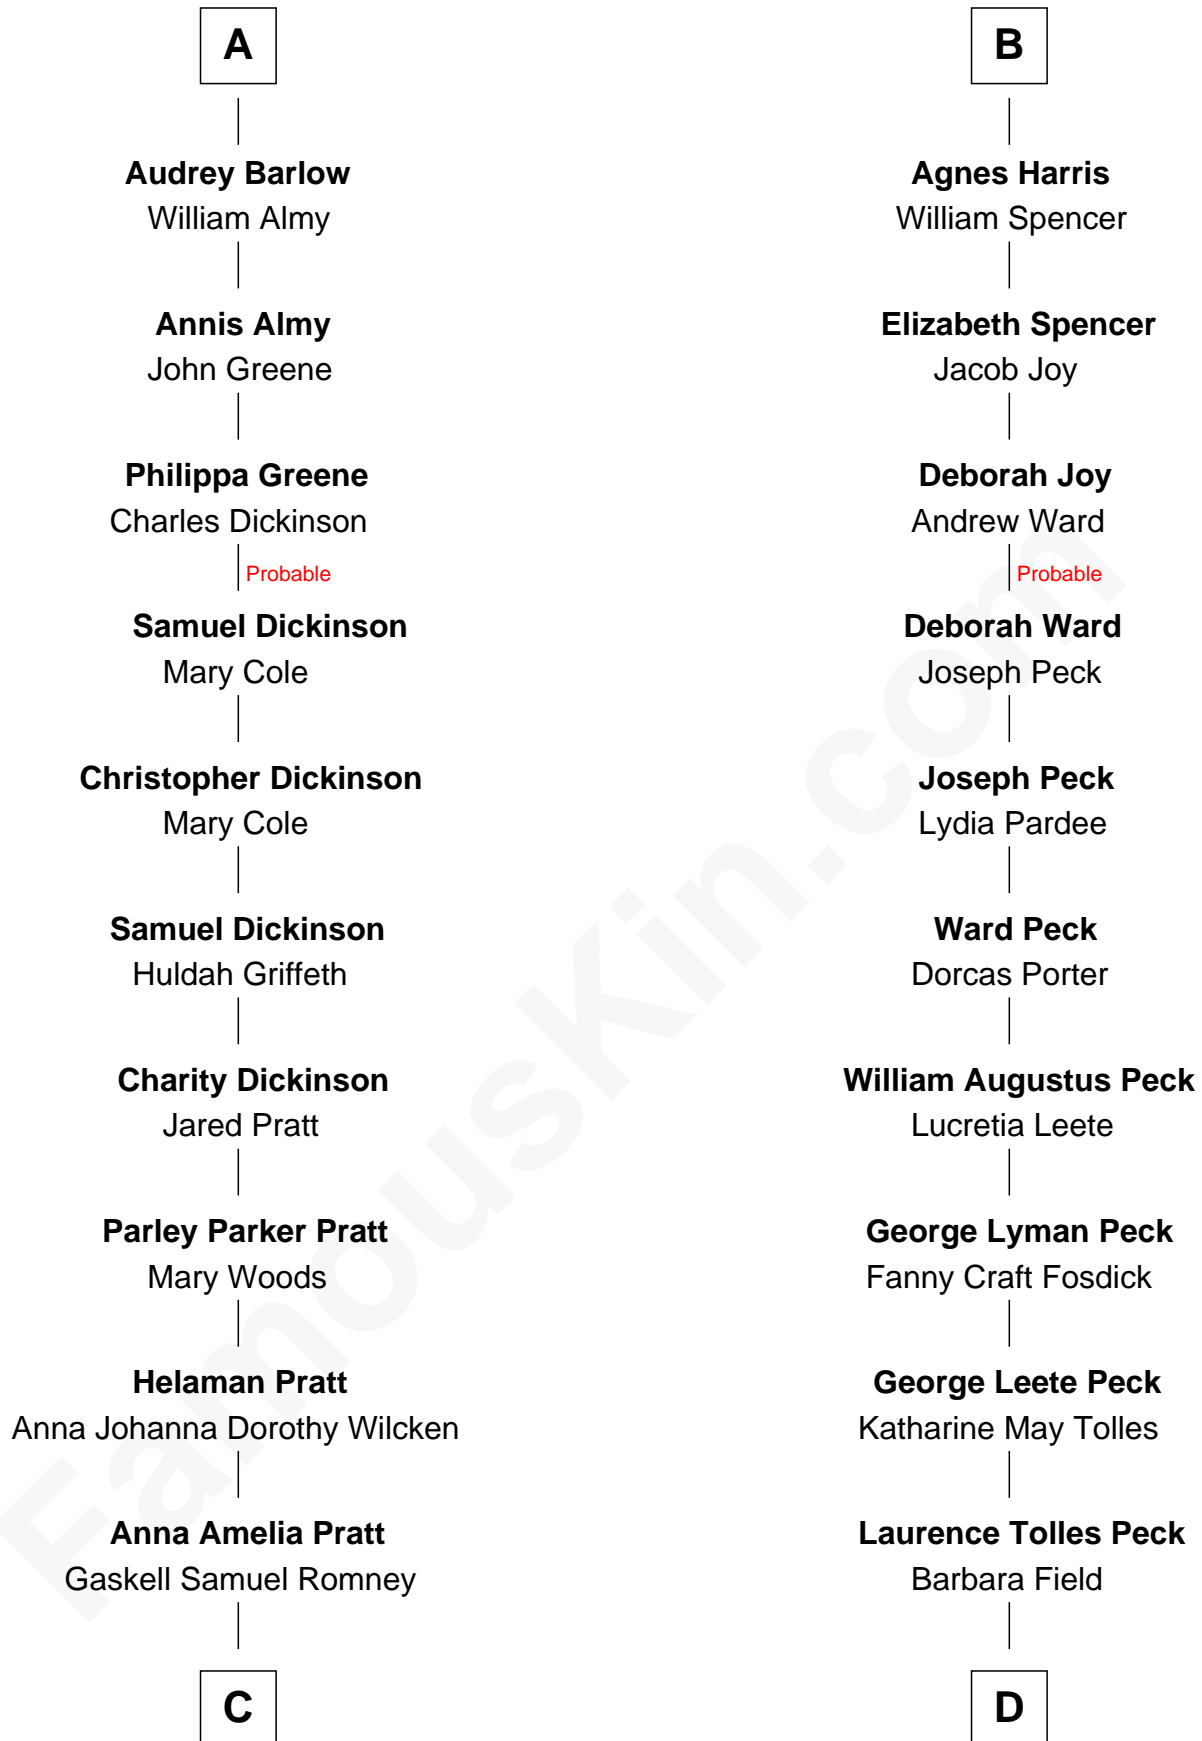 A
Audrey Barlow
William Almy
Annis Almy
John Greene
Philippa Greene
Charles Dickinson
Probable
Samuel Dickinson
Mary Cole
Christopher Dickinson
Mary Cole
Samuel Dickinson
Huldah Griffeth
Charity Dickinson
Jared Pratt
Parley Parker Pratt
Mary Woods
Helaman Pratt
Anna Johanna Dorothy Wilcken
Anna Amelia Pratt
Gaskell Samuel Romney
C
B
Agnes Harris
William Spencer
Elizabeth Spencer
Jacob Joy
Deborah Joy
Andrew Ward
Probable
Deborah Ward
Joseph Peck
Joseph Peck
Lydia Pardee
Ward Peck
Dorcas Porter
William Augustus Peck
Lucretia Leete
George Lyman Peck
Fanny Craft Fosdick
George Leete Peck
Katharine May Tolles
Laurence Tolles Peck
Barbara Field
D
FamousKin.com